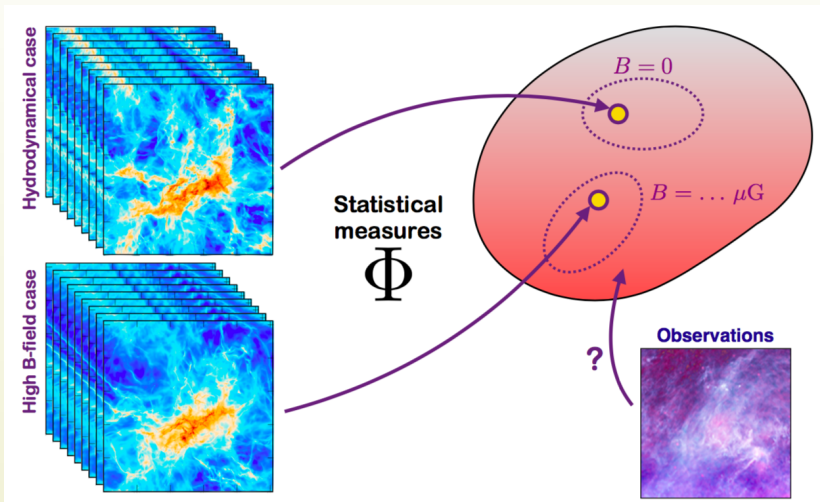 Hydrodynamical case
High B-field case
Statistical
measures
Φ
B = 0
B = ... μG
Observations
?